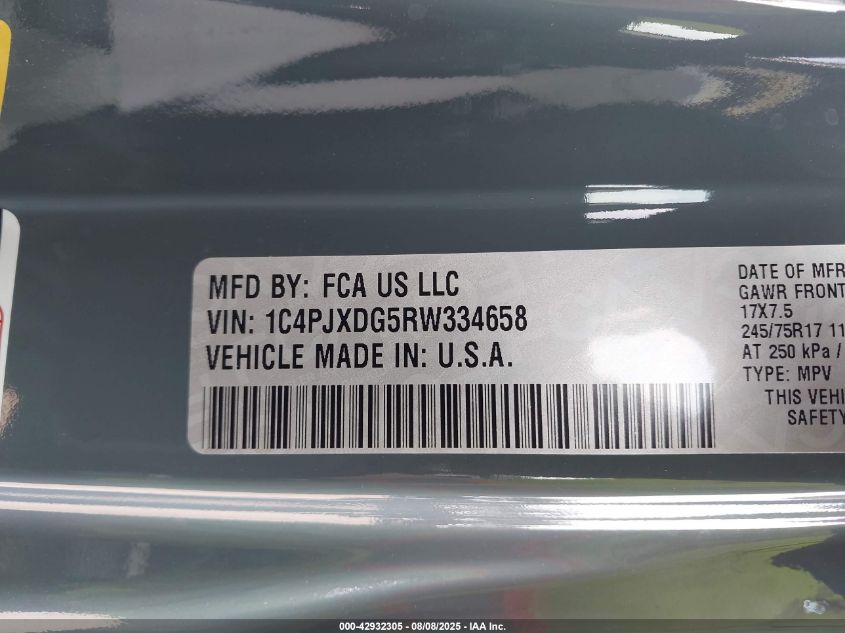 MFD BY: FCA US LLC
VIN: 1C4PJXDG5RW334658
VEHICLE MADE IN: U.S.A.
DATE OF MFR
GAWR FRONT
17X7.5
245/75R17 11
AT 250 kPa /
TYPE: MPV
THIS VEHI
SAFETY
000-42932305 - 08/08/2025 - IAA Inc.